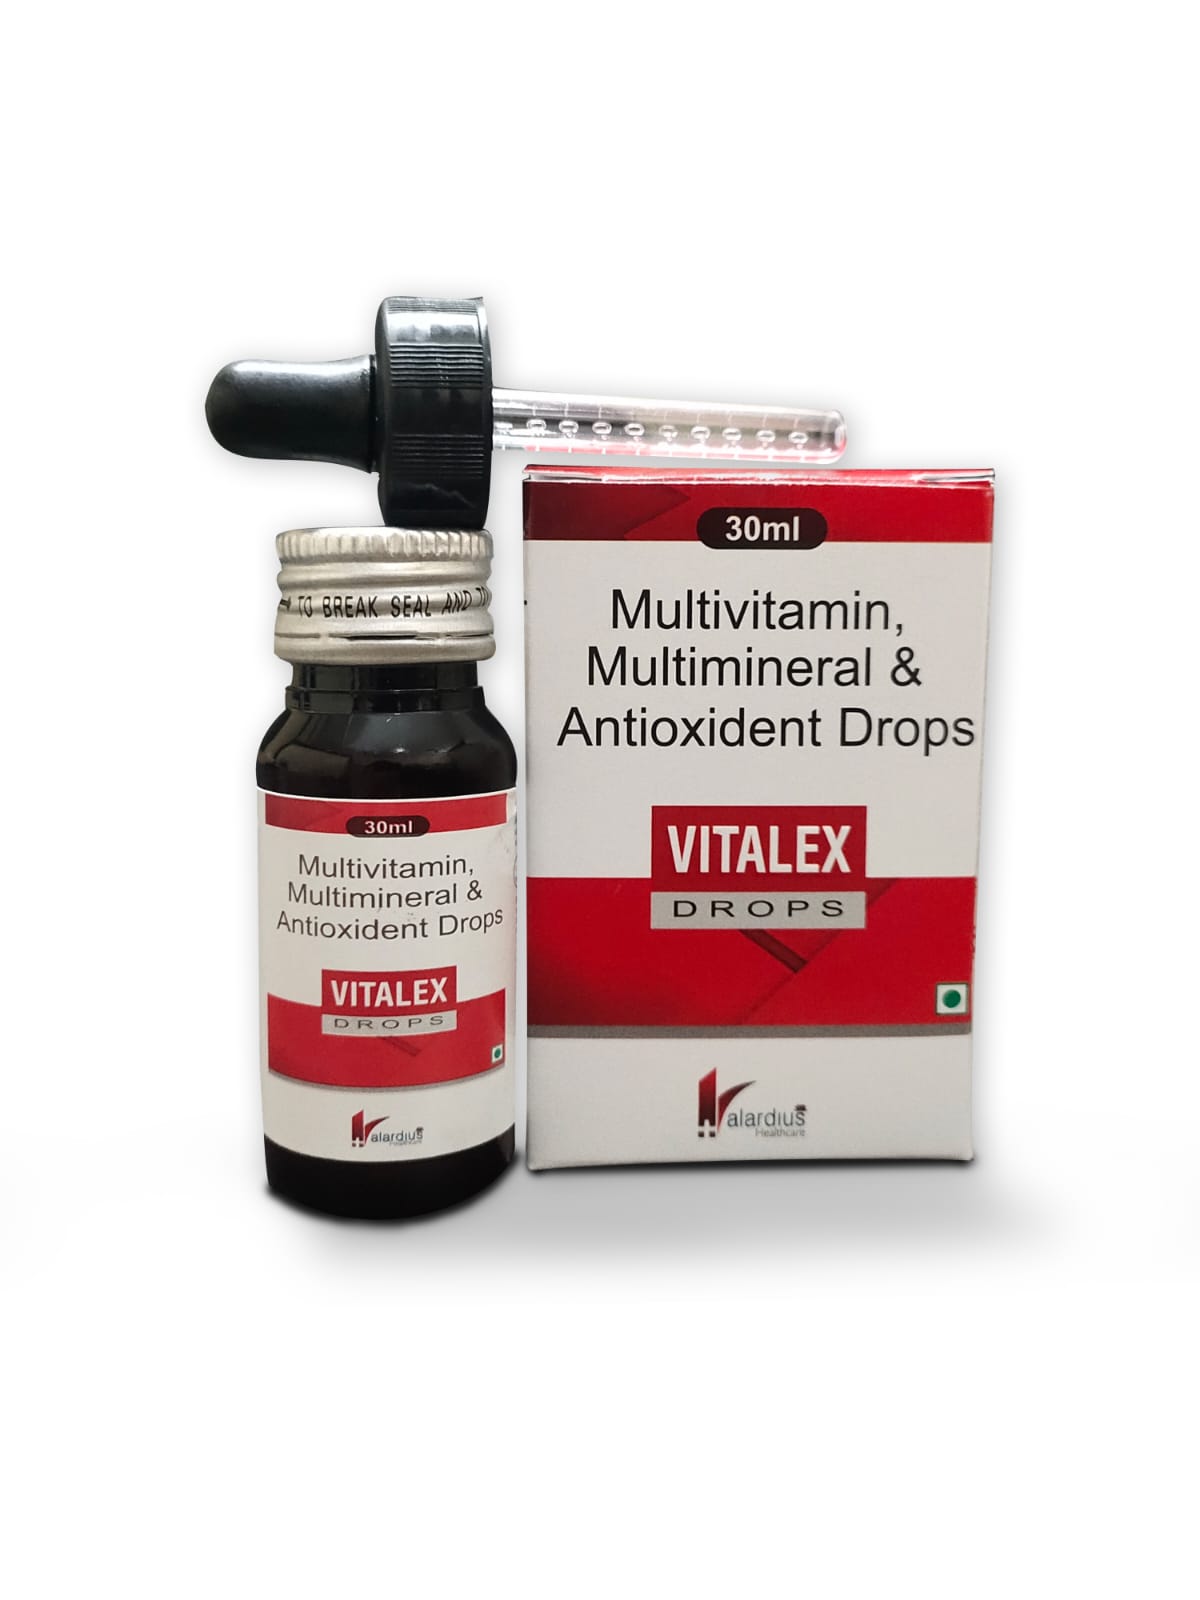 TO BREAK SEAL AND
30ml
Multivitamin,
Multimineral &
Antioxident Drops
VITALEX
DROPS
alardius
Healthcare
30ml
Multivitamin,
Multimineral &
Antioxident Drops
VITALEX
DROPS
alardius
Healthcare